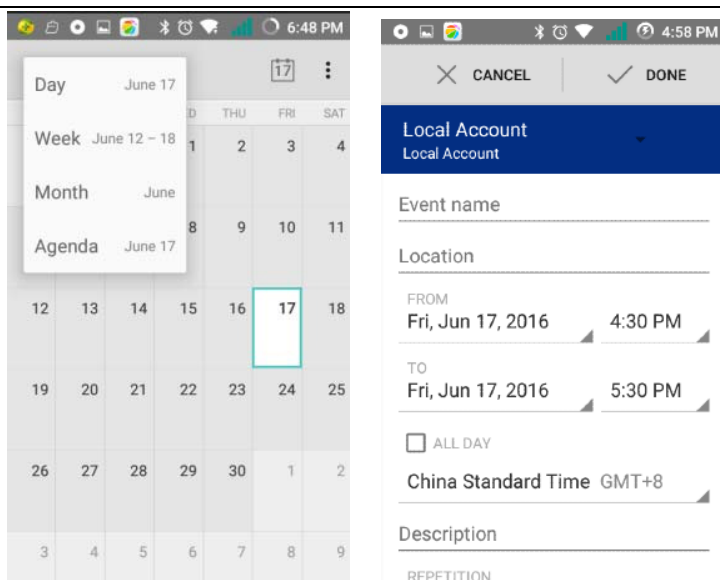 6:48 PM
17
Day June 17
Week June 12 – 18
Month June
Agenda June 17
D THU FRI SAT
1 2 3 4
8 9 10 11
12 13 14 15 16 17 18
19 20 21 22 23 24 25
26 27 28 29 30 1 2
3 4 5 6 7 8 9
4:58 PM
CANCEL DONE
Local Account
Local Account
Event name
Location
FROM
Fri, Jun 17, 2016 4:30 PM
TO
Fri, Jun 17, 2016 5:30 PM
ALL DAY
China Standard Time GMT+8
Description
REPETITION